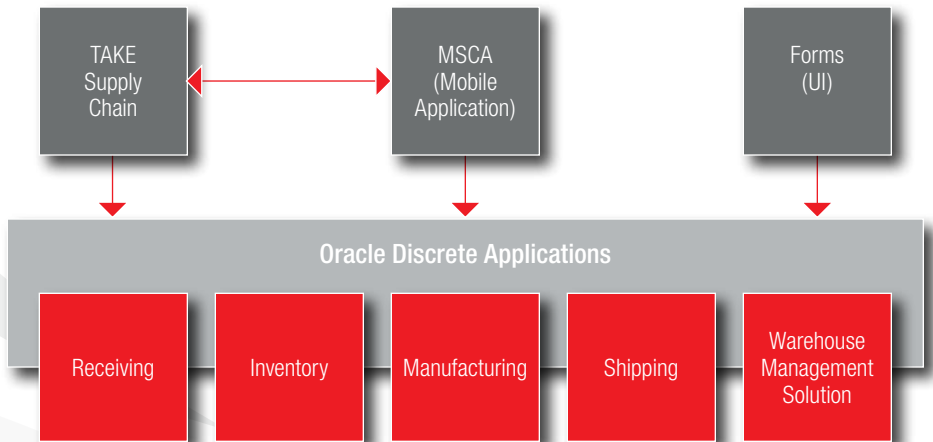 TAKE
Supply
Chain
MSCA
(Mobile
Application)
Forms
(UI)
Oracle Discrete Applications
Receiving
Inventory
Manufacturing
Shipping
Warehouse
Management
Solution